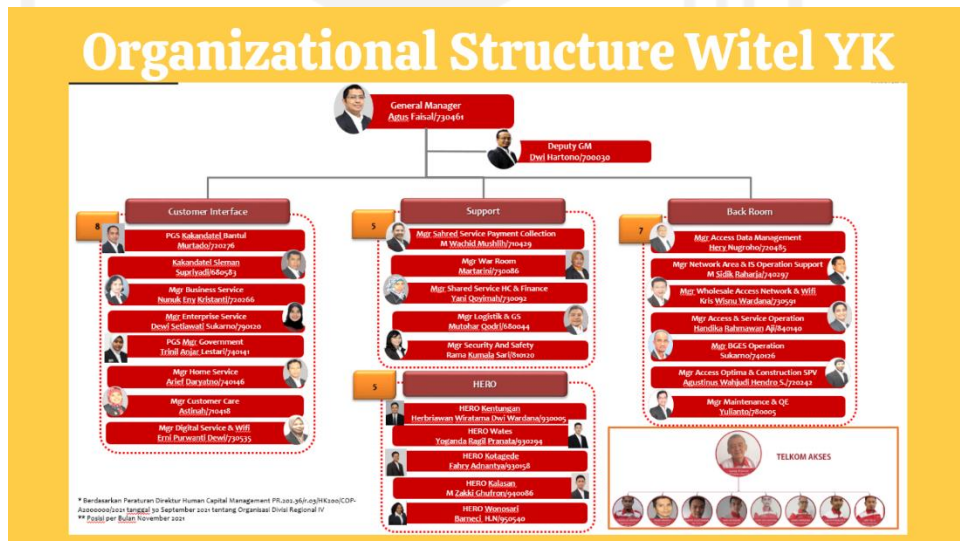 Organizational Structure Witel YK
General Manager
Agus Faisal/730461
Deputy GM
Dwi Hartono/700030
8
Customer Interface
PGS Kakandatel Bantul
Murtado/720276
Kakandatel Sleman
Supriyadi/680583
Mgr Business Service
Nunuk Eny Kristanti/720266
Mgr Enterprise Service
Dewi Setiawati Sukarno/790120
PGS Mgr Government
Trinil Anjar Lestari/740141
Mgr Home Service
Arief Daryatno/740146
Mgr Customer Care
Astinah/710418
Mgr Digital Service & Wifi
Erni Purwanti Dewi/730535
5
Support
Mgr Sahred Service Payment Collection
M Wachid Mushlih/710429
Mgr War Room
Martarini/730086
Mgr Shared Service HC & Finance
Yani Qoyimah/730092
Mgr Logistik & GS
Mutohar Qodri/680044
Mgr Security And Safety
Rama Kumala Sari/810120
5
HERO
HERO Kentungan
Herbriawan Wiratama Dwi Wardana/930005
HERO Wates
Yoganda Ragil Pranata/930294
HERO Kotagede
Fahry Adnantya/930158
HERO Kalasan
M Zakki Ghufron/940086
HERO Wonosari
Barneci H.N/950540
7
Back Room
Mgr Access Data Management
Hery Nugroho/720485
Mgr Network Area & IS Operation Support
M Sidik Raharja/740297
Mgr Wholesale Access Network & Wifi
Kris Wisnu Wardana/730591
Mgr Access & Service Operation
Handika Rahmawan Aji/840140
Mgr BGES Operation
Sukarno/740126
Mgr Access Optima & Construction SPV
Agustinus Wahjudi Hendro S./720242
Mgr Maintenance & QE
Yulianto/780005
TELKOM AKSES
* Berdasarkan Peraturan Direktur Human Capital Management PR.202.36/r.03/HK200/COP-
A2000000/2021 tanggal 30 September 2021 tentang Organisasi Divisi Regional IV
** Posisi per Bulan November 2021